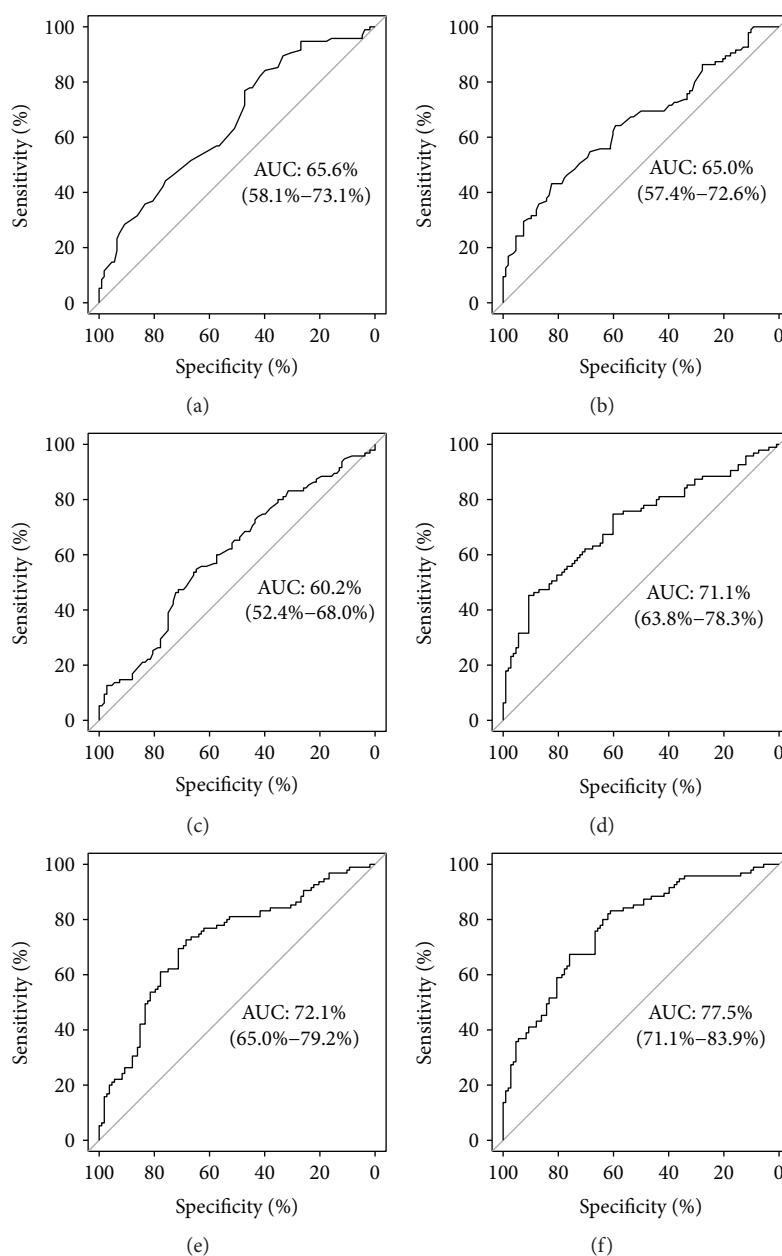 100
80
60
40
20
0
Sensitivity (%)
AUC: 65.6%
(58.1%−73.1%)
100 80 60 40 20 0
Specificity (%)
(a)
100
80
60
40
20
0
Sensitivity (%)
AUC: 65.0%
(57.4%−72.6%)
100 80 60 40 20 0
Specificity (%)
(b)
100
80
60
40
20
0
Sensitivity (%)
AUC: 60.2%
(52.4%−68.0%)
100 80 60 40 20 0
Specificity (%)
(c)
100
80
60
40
20
0
Sensitivity (%)
AUC: 71.1%
(63.8%−78.3%)
100 80 60 40 20 0
Specificity (%)
(d)
100
80
60
40
20
0
Sensitivity (%)
AUC: 72.1%
(65.0%−79.2%)
100 80 60 40 20 0
Specificity (%)
(e)
100
80
60
40
20
0
Sensitivity (%)
AUC: 77.5%
(71.1%−83.9%)
100 80 60 40 20 0
Specificity (%)
(f)